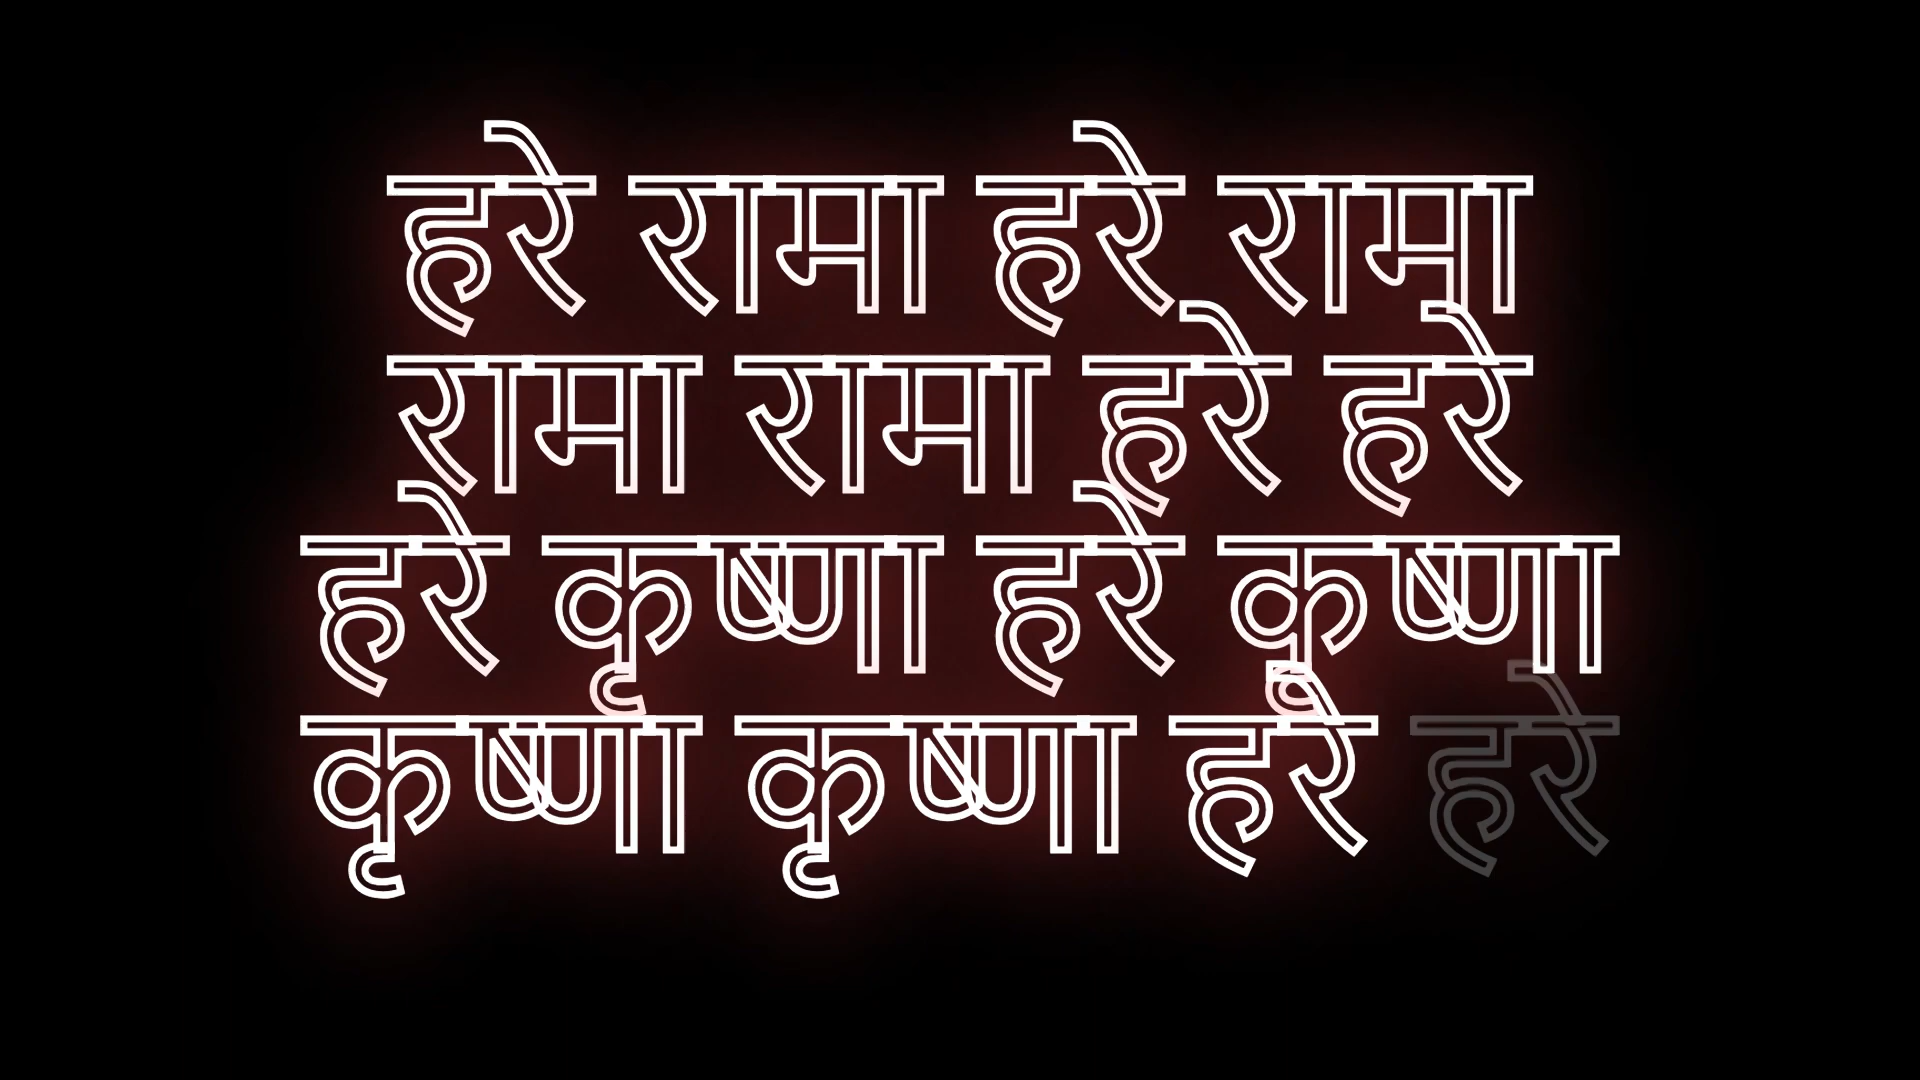 हरे रामा हरे रामा
रामा रामा हरे हरे
हरे कृष्णा हरे कृष्णा
कृष्णा कृष्णा हरे हरे